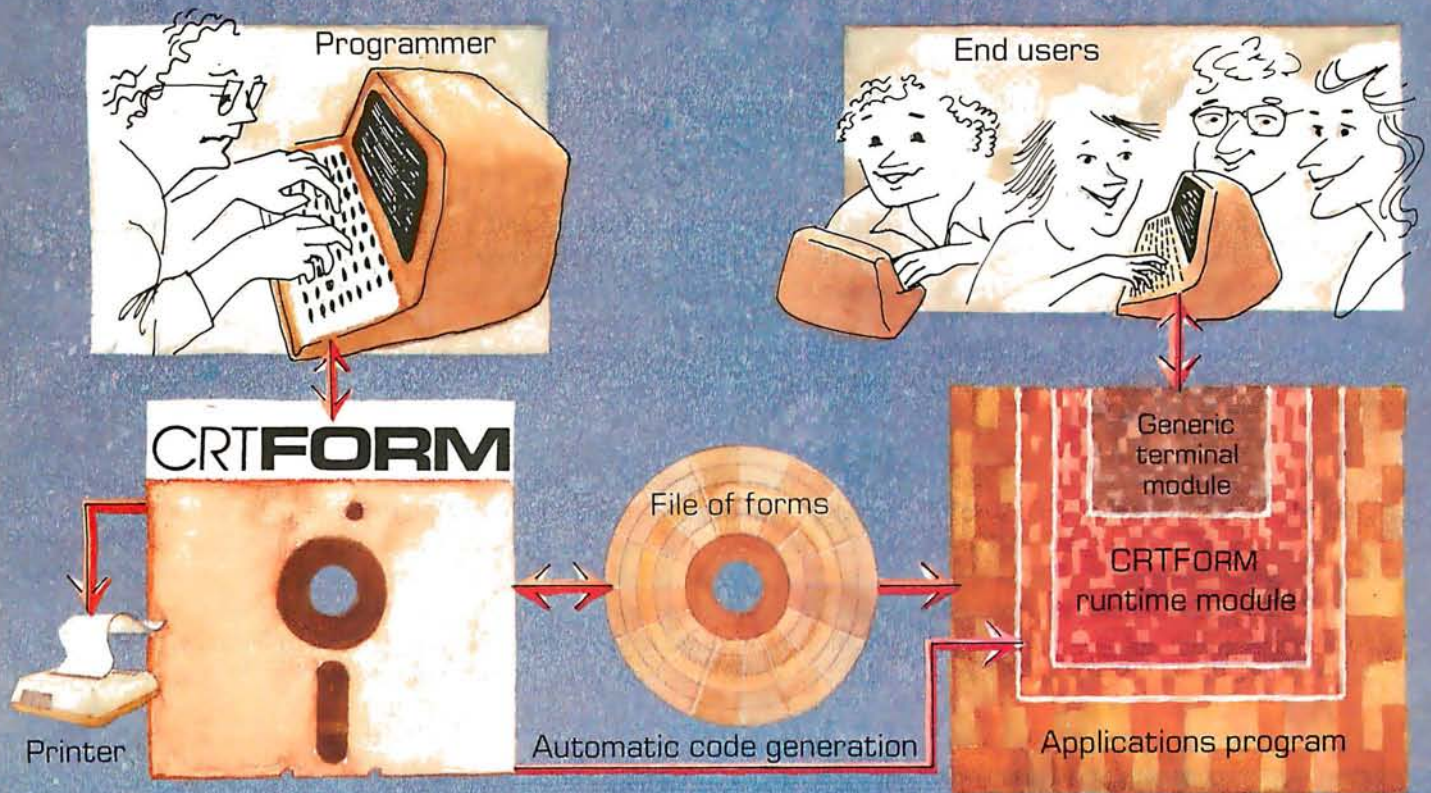 Programmer
End users
CRTFORM
Generic
terminal
module
File of forms
CRTFORM
runtime module
Printer
Automatic code generation
Applications program